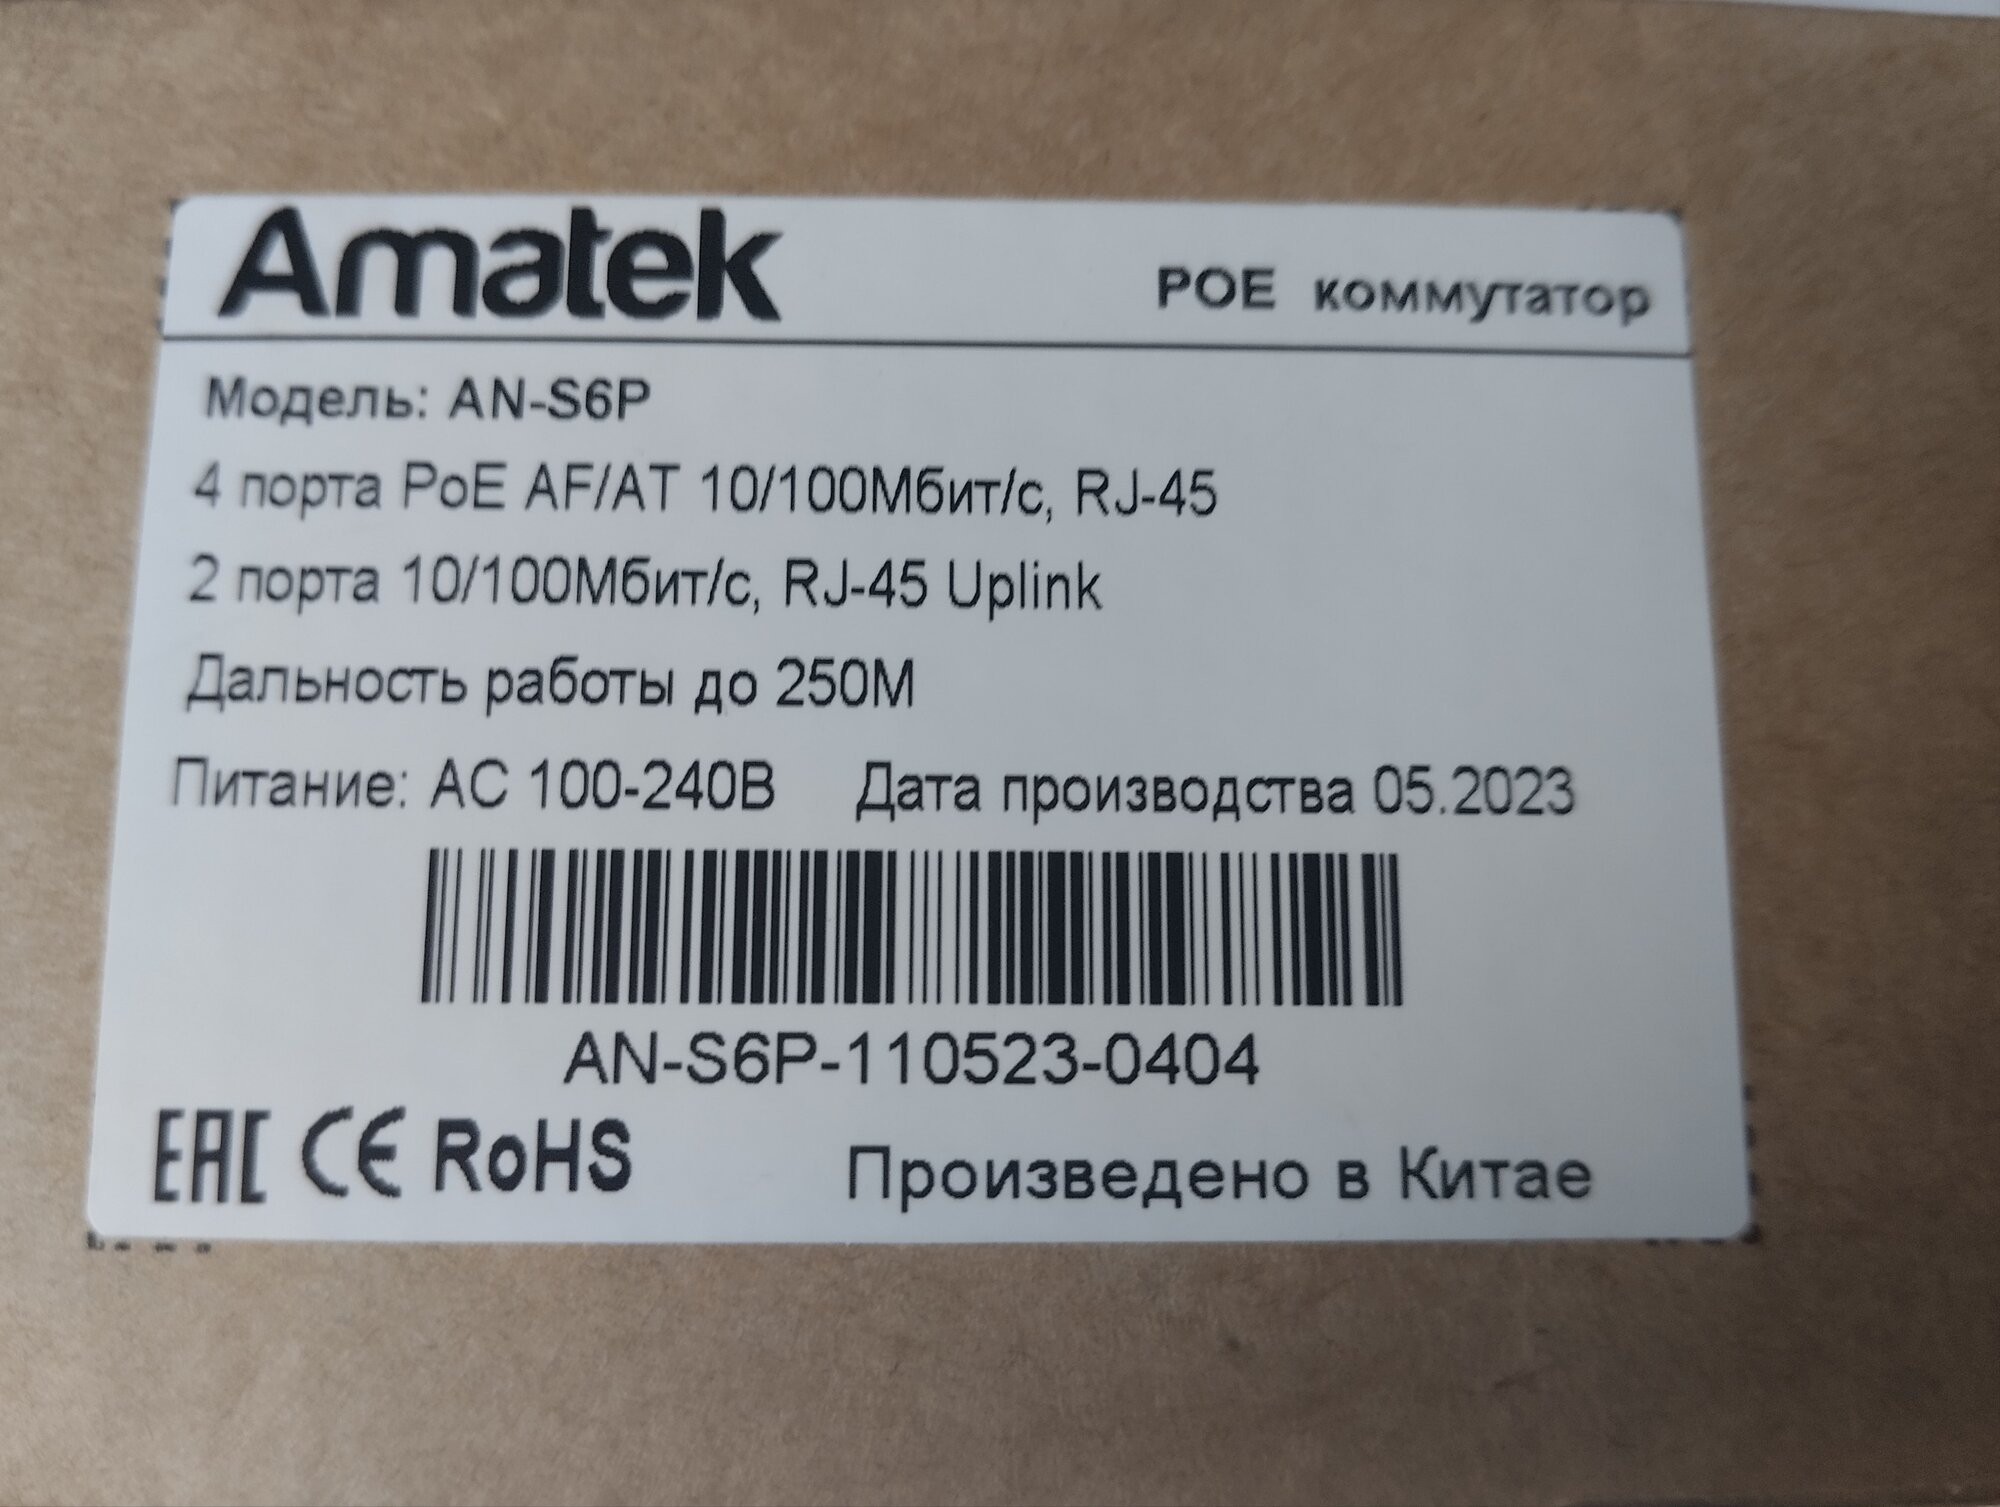 Amatek
POE коммутатор
Модель: AN-S6P
4 порта PoE AF/AT 10/100Мбит/с, RJ-45
2 порта 10/100Мбит/с, RJ-45 Uplink
Дальность работы до 250М
Питание: AC 100-240В Дата производства 05.2023
AN-S6P-110523-0404
EAC CE RoHS
Произведено в Китае